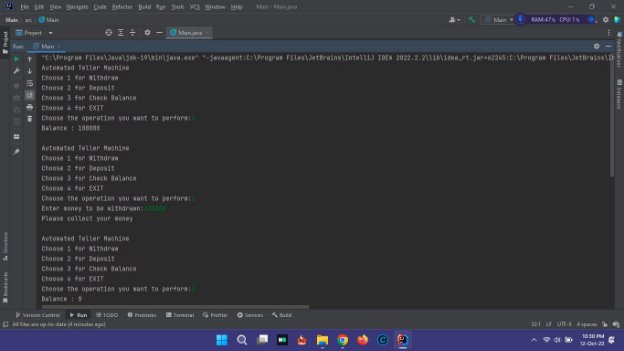 File Edit View Navigate Code Refactor Build Run Tools VCS Window Help Main - Main.java
Main src Main
Main RAM:47% CPU:1%
Project Main.java
Run: Main
"C:\Program Files\Java\jdk-19\bin\java.exe" "-javaagent:C:\Program Files\JetBrains\IntelliJ IDEA 2022.2.2\lib\idea_rt.jar=62245:C:\Program Files\JetBrains\
Automated Teller Machine
Choose 1 for Withdraw
Choose 2 for Deposit
Choose 3 for Check Balance
Choose 4 for EXIT
Choose the operation you want to perform:
Balance : 100000
Automated Teller Machine
Choose 1 for Withdraw
Choose 2 for Deposit
Choose 3 for Check Balance
Choose 4 for EXIT
Choose the operation you want to perform:
Enter money to be withdrawn:
Please collect your money
Automated Teller Machine
Choose 1 for Withdraw
Choose 2 for Deposit
Choose 3 for Check Balance
Choose 4 for EXIT
Choose the operation you want to perform:
Balance : 0
Project
Structure
Bookmarks
Notifications
Database
Version Control Run TODO Problems Terminal Profiler Services Build
All files are up-to-date (4 minutes ago) 12:1 LF UTF-8 4 spaces
10:30 PM
12-Oct-22